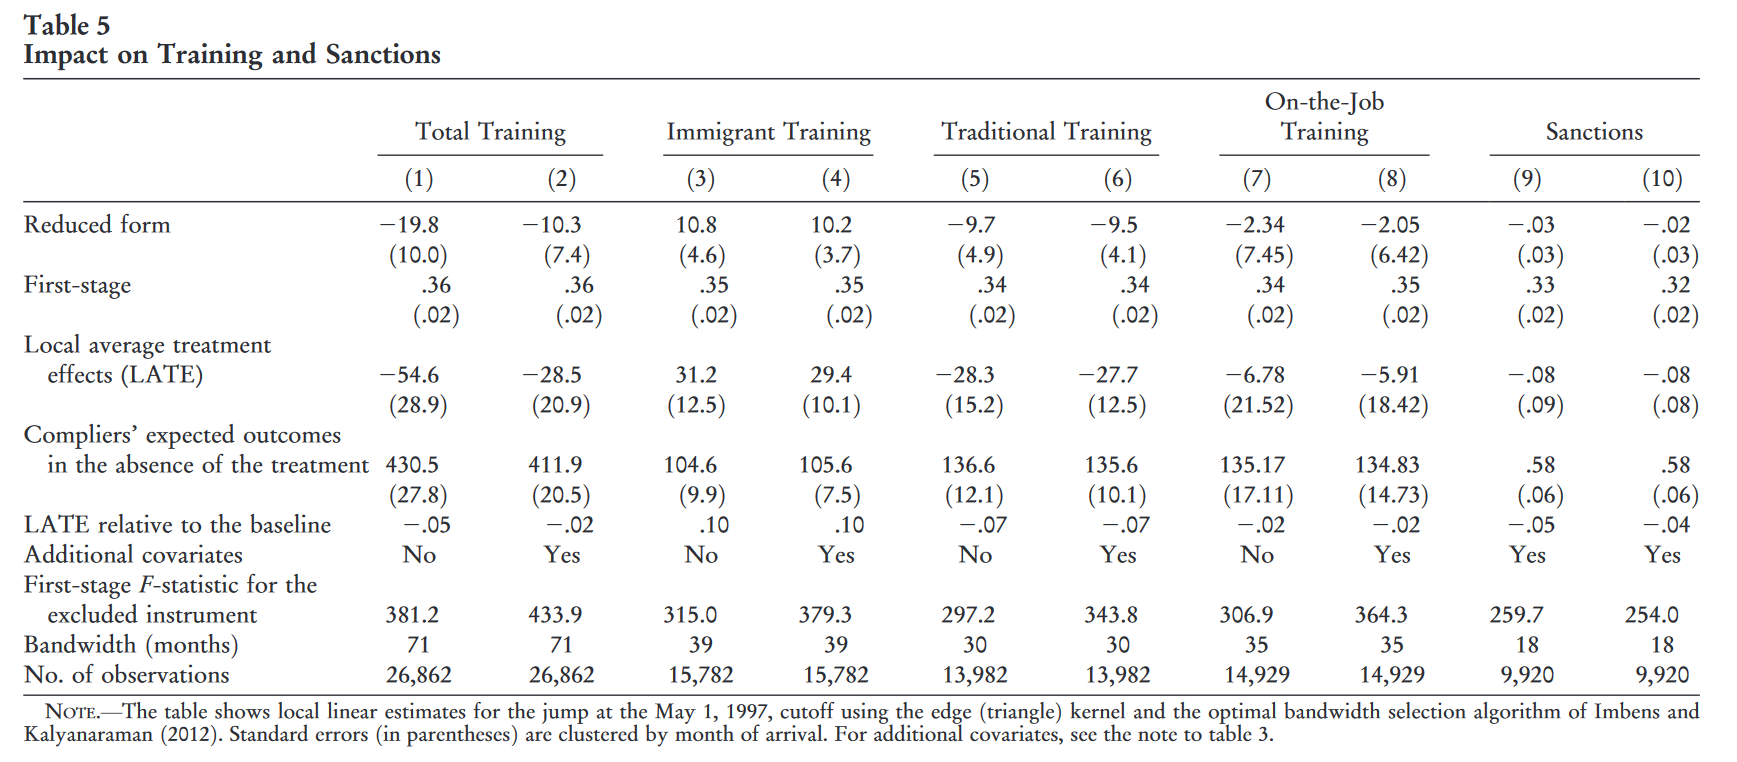 Table 5
Impact on Training and Sanctions
On-the-Job
Total Training Immigrant Training Traditional Training Training Sanctions
(1) (2) (3) (4) (5) (6) (7) (8) (9) (10)
Reduced form −19.8 −10.3 10.8 10.2 −9.7 −9.5 −2.34 −2.05 −.03 −.02
(10.0) (7.4) (4.6) (3.7) (4.9) (4.1) (7.45) (6.42) (.03) (.03)
First-stage .36 .36 .35 .35 .34 .34 .34 .35 .33 .32
(.02) (.02) (.02) (.02) (.02) (.02) (.02) (.02) (.02) (.02)
Local average treatment
effects (LATE) −54.6 −28.5 31.2 29.4 −28.3 −27.7 −6.78 −5.91 −.08 −.08
(28.9) (20.9) (12.5) (10.1) (15.2) (12.5) (21.52) (18.42) (.09) (.08)
Compliers’ expected outcomes
in the absence of the treatment 430.5 411.9 104.6 105.6 136.6 135.6 135.17 134.83 .58 .58
(27.8) (20.5) (9.9) (7.5) (12.1) (10.1) (17.11) (14.73) (.06) (.06)
LATE relative to the baseline −.05 −.02 .10 .10 −.07 −.07 −.02 −.02 −.05 −.04
Additional covariates No Yes No Yes No Yes No Yes Yes Yes
First-stage F-statistic for the
excluded instrument 381.2 433.9 315.0 379.3 297.2 343.8 306.9 364.3 259.7 254.0
Bandwidth (months) 71 71 39 39 30 30 35 35 18 18
No. of observations 26,862 26,862 15,782 15,782 13,982 13,982 14,929 14,929 9,920 9,920
NOTE.—The table shows local linear estimates for the jump at the May 1, 1997, cutoff using the edge (triangle) kernel and the optimal bandwidth selection algorithm of Imbens and
Kalyanaraman (2012). Standard errors (in parentheses) are clustered by month of arrival. For additional covariates, see the note to table 3.